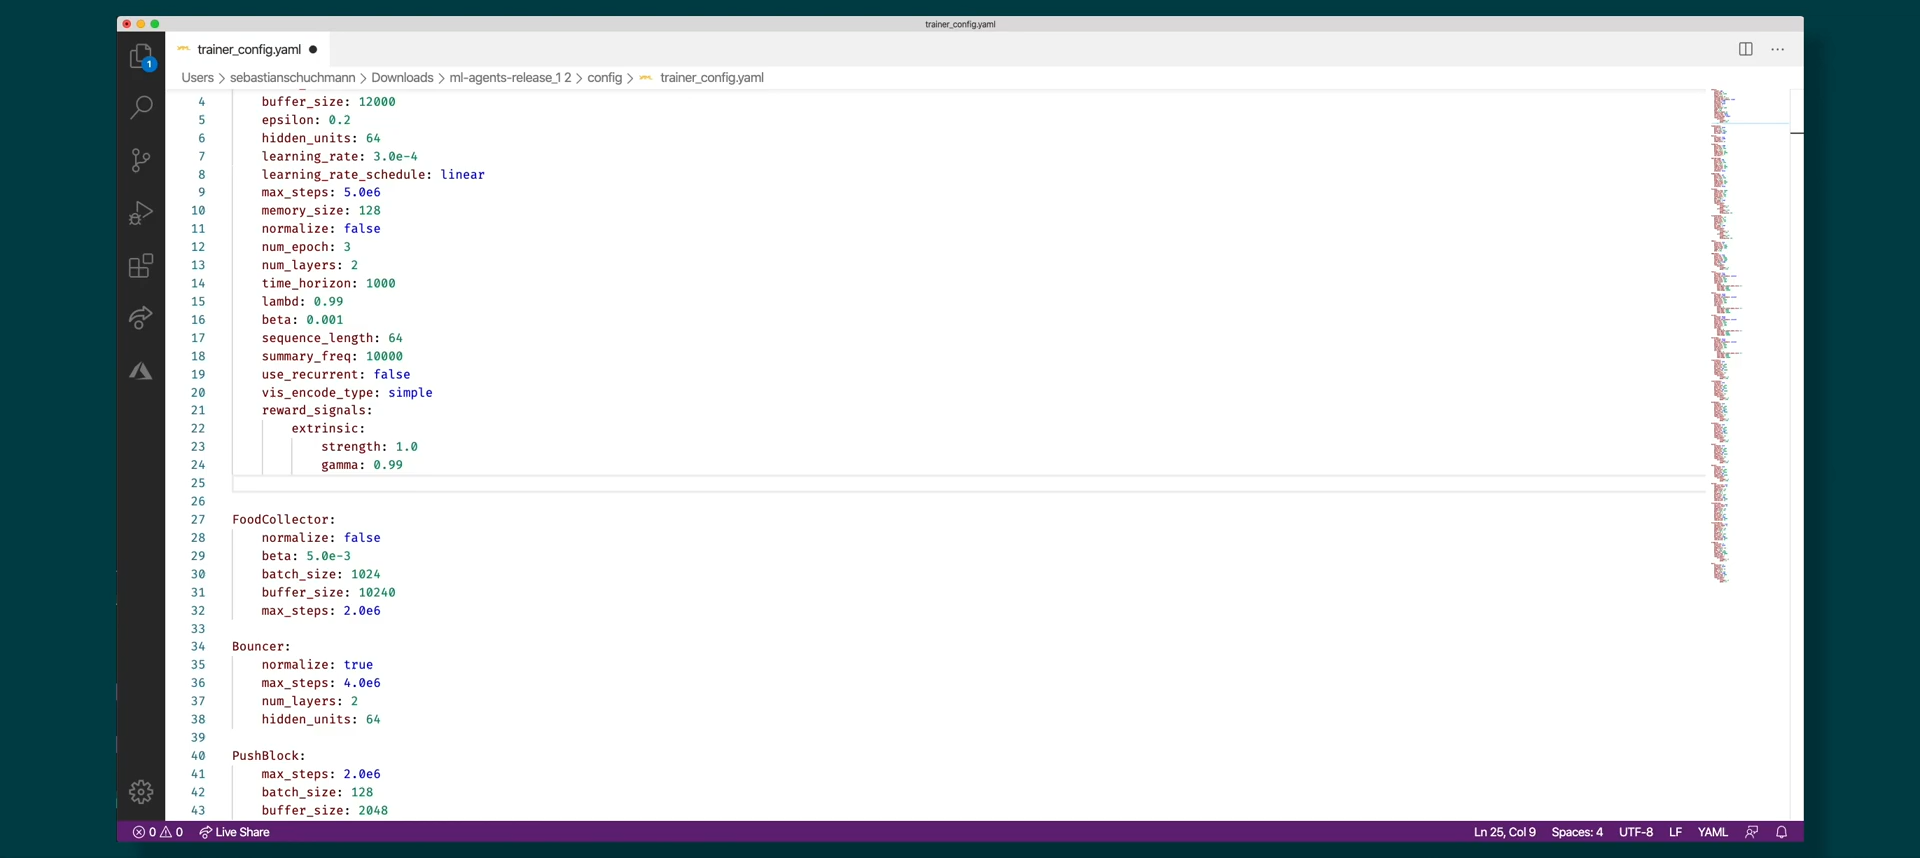 trainer_config.yaml
trainer_config.yaml
1
Users > sebastianschuchmann > Downloads > ml-agents-release_1 2 > config > trainer_config.yaml
4 buffer_size: 12000
5 epsilon: 0.2
6 hidden_units: 64
7 learning_rate: 3.0e-4
8 learning_rate_schedule: linear
9 max_steps: 5.0e6
10 memory_size: 128
11 normalize: false
12 num_epoch: 3
13 num_layers: 2
14 time_horizon: 1000
15 lambd: 0.99
16 beta: 0.001
17 sequence_length: 64
18 summary_freq: 10000
19 use_recurrent: false
20 vis_encode_type: simple
21 reward_signals:
22 extrinsic:
23 strength: 1.0
24 gamma: 0.99
25
26
27 FoodCollector:
28 normalize: false
29 beta: 5.0e-3
30 batch_size: 1024
31 buffer_size: 10240
32 max_steps: 2.0e6
33
34 Bouncer:
35 normalize: true
36 max_steps: 4.0e6
37 num_layers: 2
38 hidden_units: 64
39
40 PushBlock:
41 max_steps: 2.0e6
42 batch_size: 128
43 buffer_size: 2048
0 0 Live Share Ln 25, Col 9 Spaces: 4 UTF-8 LF YAML